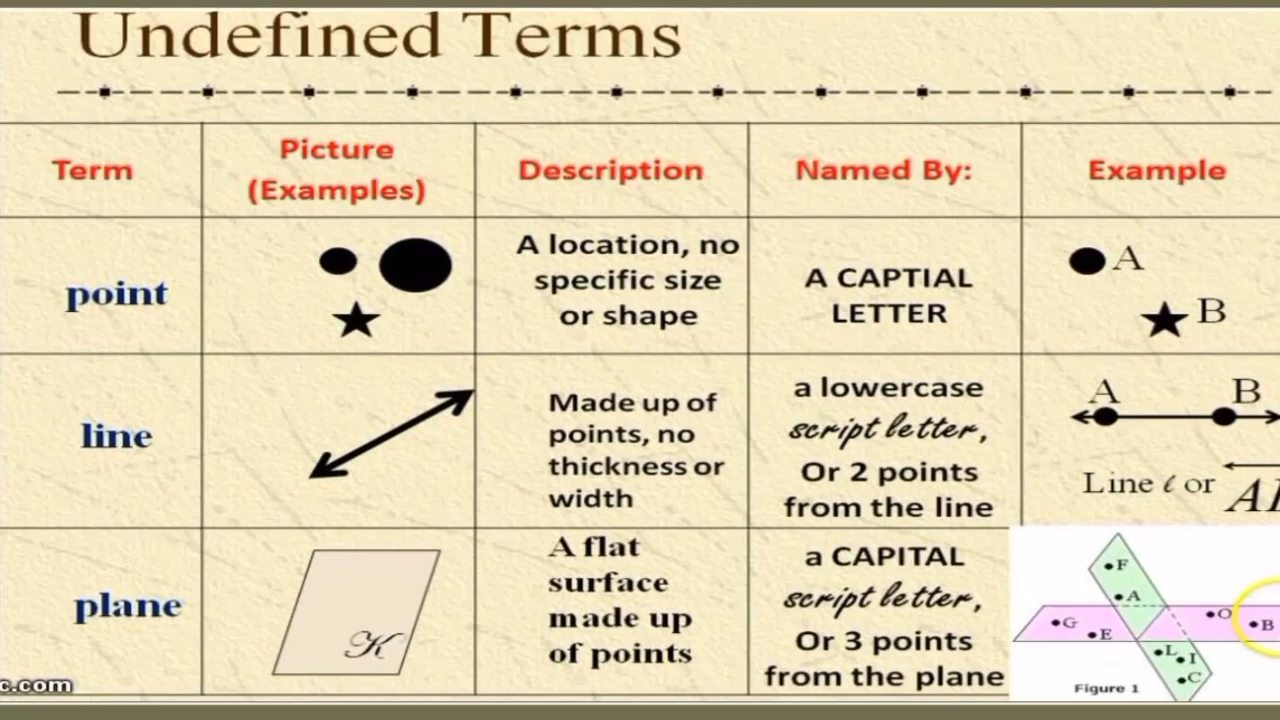 Undefined Terms
Term
Picture
(Examples)
Description
Named By:
Example
point
A location, no
specific size
or shape
A CAPTIAL
LETTER
A
B
line
Made up of
points, no
thickness or
width
a lowercase
script letter,
Or 2 points
from the line
A
B
Line ℓ or
plane
K
A flat
surface
made up
of points
a CAPITAL
script letter,
Or 3 points
from the plane
F
A
G
E
O
B
L
I
C
Figure 1
c.com